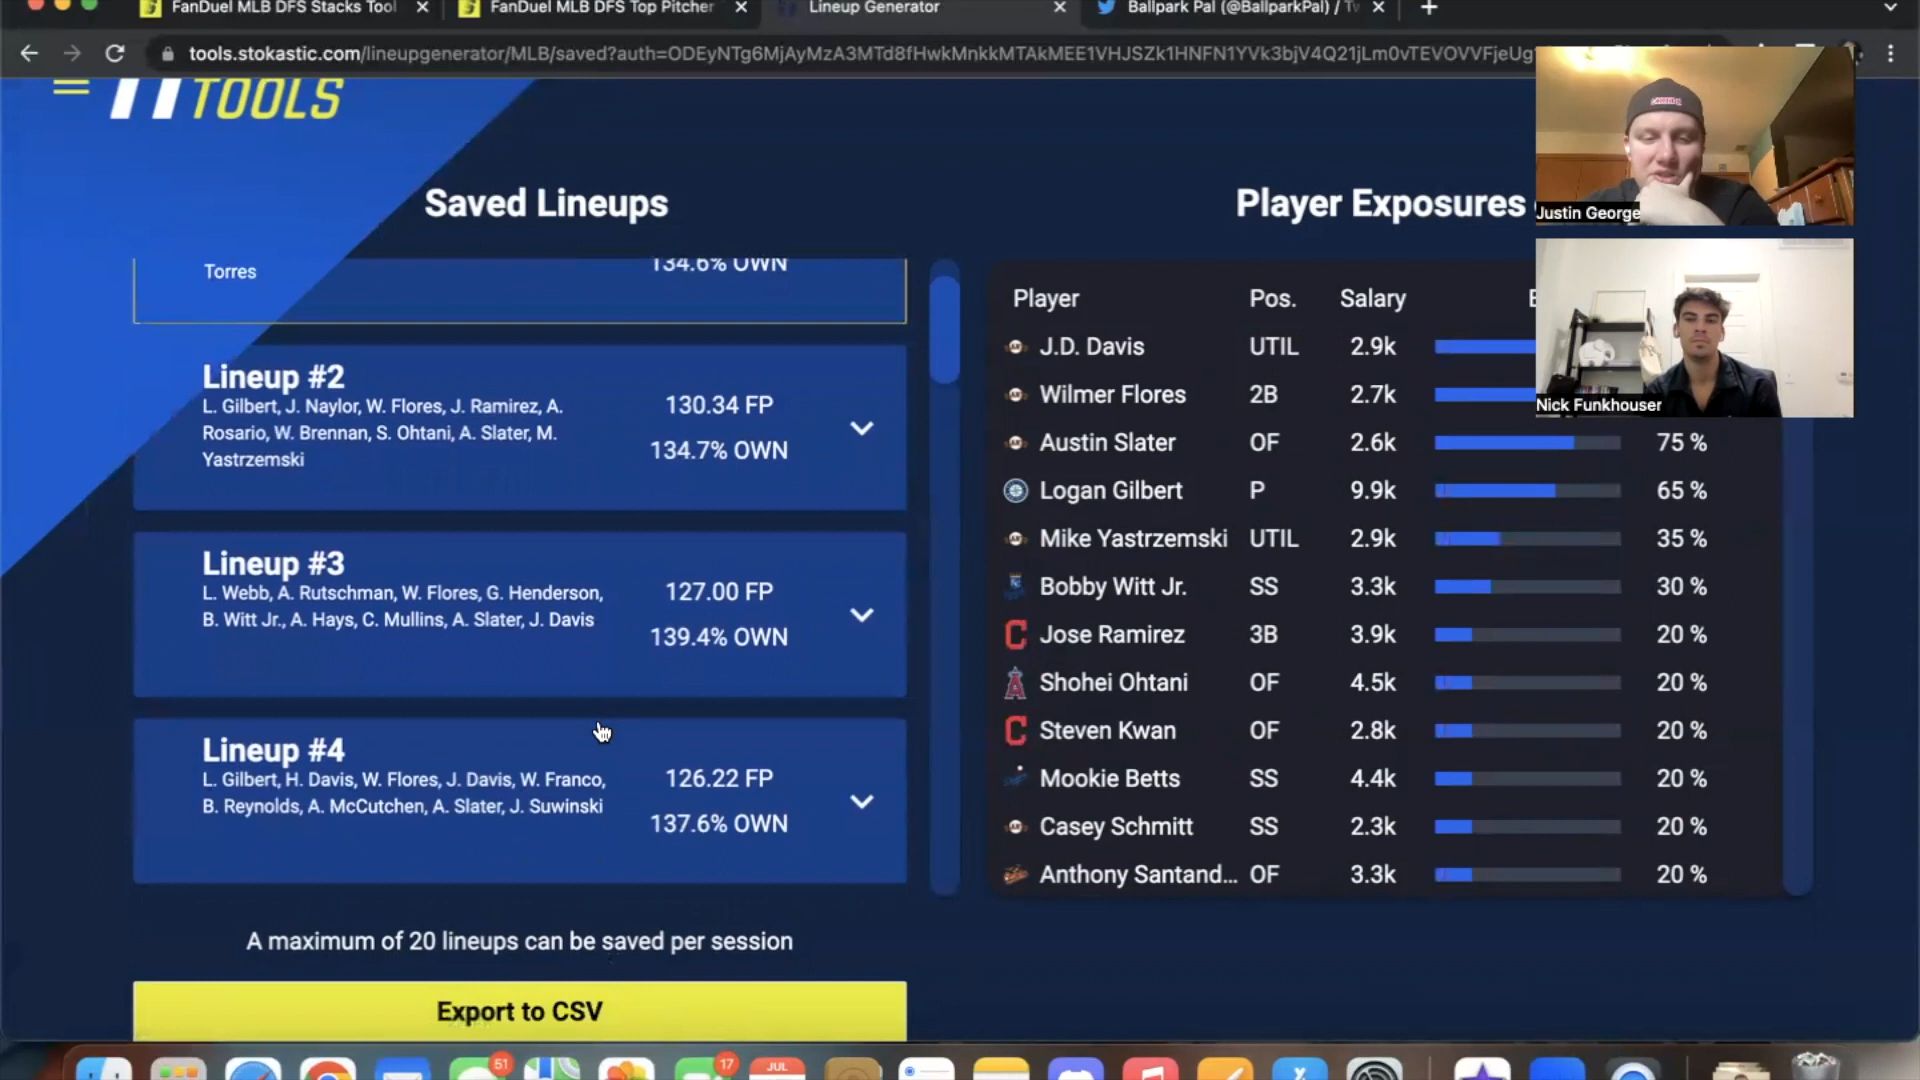 FanDuel MLB DFS Stacks Tool
FanDuel MLB DFS Top Pitcher
Lineup Generator
Ballpark Pal (@BallparkPal) / Tw
tools.stokastic.com/lineupgenerator/MLB/saved?auth=ODEyNTg6MjAyMzA3MTd8fHwkMnkkMTAkMEE1VHJSZk1HNFN1YVk3bjV4Q21jLm0vTEVOVVFjeUg
TOOLS
Saved Lineups
Torres
134.6% OWN
Lineup #2
L. Gilbert, J. Naylor, W. Flores, J. Ramirez, A.
Rosario, W. Brennan, S. Ohtani, A. Slater, M.
Yastrzemski
130.34 FP
134.7% OWN
Lineup #3
L. Webb, A. Rutschman, W. Flores, G. Henderson,
B. Witt Jr., A. Hays, C. Mullins, A. Slater, J. Davis
127.00 FP
139.4% OWN
Lineup #4
L. Gilbert, H. Davis, W. Flores, J. Davis, W. Franco,
B. Reynolds, A. McCutchen, A. Slater, J. Suwinski
126.22 FP
137.6% OWN
A maximum of 20 lineups can be saved per session
Export to CSV
Player Exposures
Player Pos. Salary
J.D. Davis UTIL 2.9k
Wilmer Flores 2B 2.7k
Austin Slater OF 2.6k 75 %
Logan Gilbert P 9.9k 65 %
Mike Yastrzemski UTIL 2.9k 35 %
Bobby Witt Jr. SS 3.3k 30 %
Jose Ramirez 3B 3.9k 20 %
Shohei Ohtani OF 4.5k 20 %
Steven Kwan OF 2.8k 20 %
Mookie Betts SS 4.4k 20 %
Casey Schmitt SS 2.3k 20 %
Anthony Santand... OF 3.3k 20 %
Justin George
Nick Funkhouser
51
17
JUL